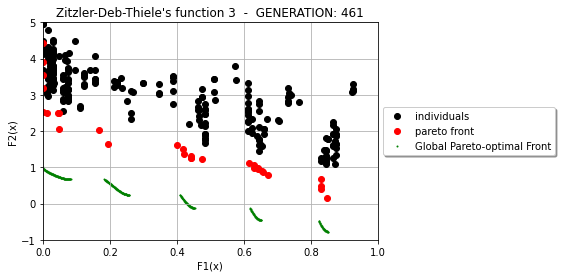 Zitzler-Deb-Thiele's function 3 - GENERATION: 461
5
4
3
2
1
0
−1
F2(x)
0.0 0.2 0.4 0.6 0.8 1.0
F1(x)
individuals
pareto front
Global Pareto-optimal Front